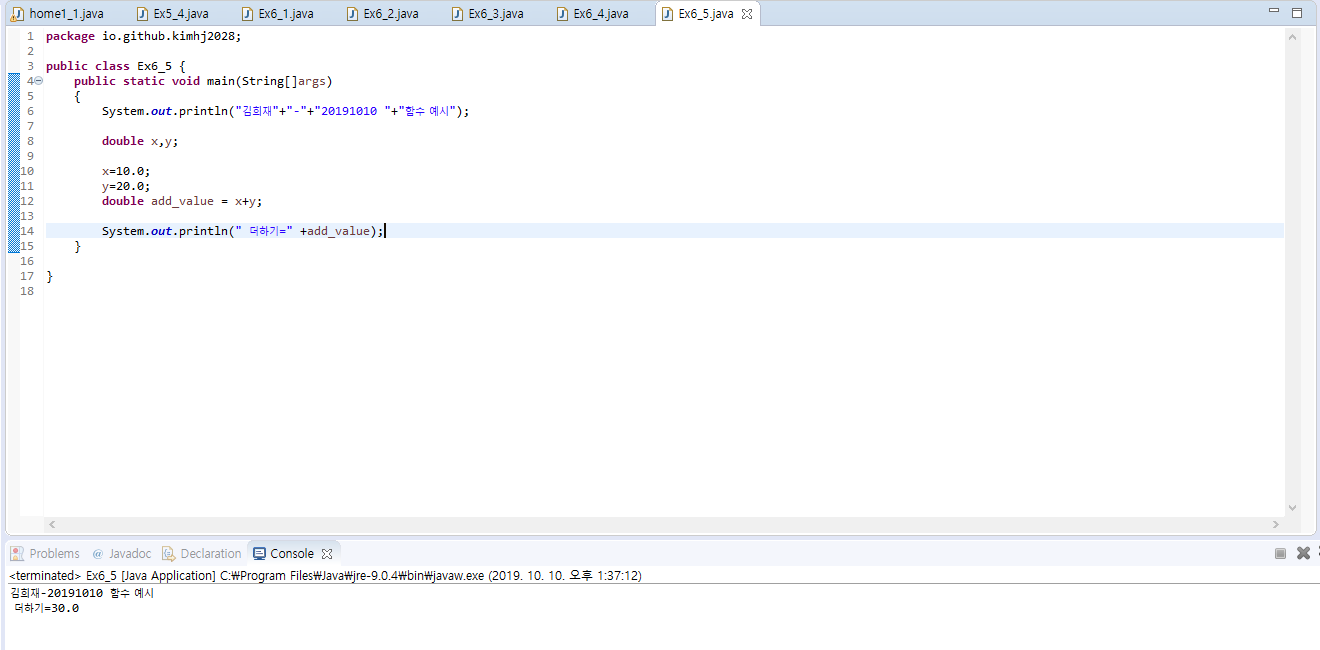 home1_1.java Ex5_4.java Ex6_1.java Ex6_2.java Ex6_3.java Ex6_4.java Ex6_5.java
1 package io.github.kimhj2028;
2
3 public class Ex6_5 {
4 public static void main(String[]args)
5 {
6 System.out.println("김희재"+"-"+"20191010 "+"함수 예시");
7
8 double x,y;
9
10 x=10.0;
11 y=20.0;
12 double add_value = x+y;
13
14 System.out.println(" 더하기=" +add_value);
15 }
16
17 }
18
Problems @ Javadoc Declaration Console
<terminated> Ex6_5 [Java Application] C:₩Program Files₩Java₩jre-9.0.4₩bin₩javaw.exe (2019. 10. 10. 오후 1:37:12)
김희재-20191010 함수 예시
 더하기=30.0